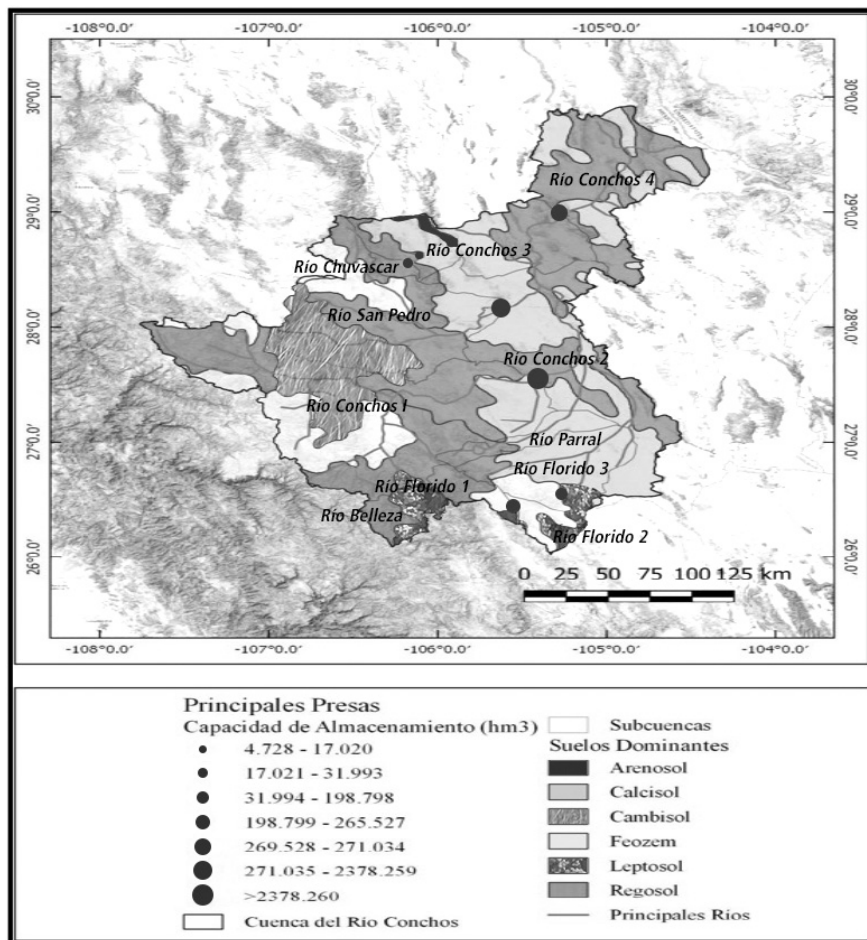 -108°0.0' -107°0.0' -106°0.0' -105°0.0' -104°0.0'
30°0.0' 30°0.0'
Río Conchos 4
29°0.0' 29°0.0'
Río Conchos 3
Río Chuvascar
Río San Pedro
28°0.0' 28°0.0'
Río Conchos 2
Río Conchos 1
27°0.0' 27°0.0'
Río Parral
Río Florido 3
Río Florido 1
Río Belleza
Río Florido 2
26°0.0' 26°0.0'
0 25 50 75 100 125 km
-108°0.0' -107°0.0' -106°0.0' -105°0.0' -104°0.0'
Principales Presas
Capacidad de Almacenamiento (hm3)
4.728 - 17.020
17.021 - 31.993
31.994 - 198.798
198.799 - 265.527
269.528 - 271.034
271.035 - 2378.259
>2378.260
Cuenca del Río Conchos
Subcuencas
Suelos Dominantes
Arenosol
Calcisol
Cambisol
Feozem
Leptosol
Regosol
Principales Ríos